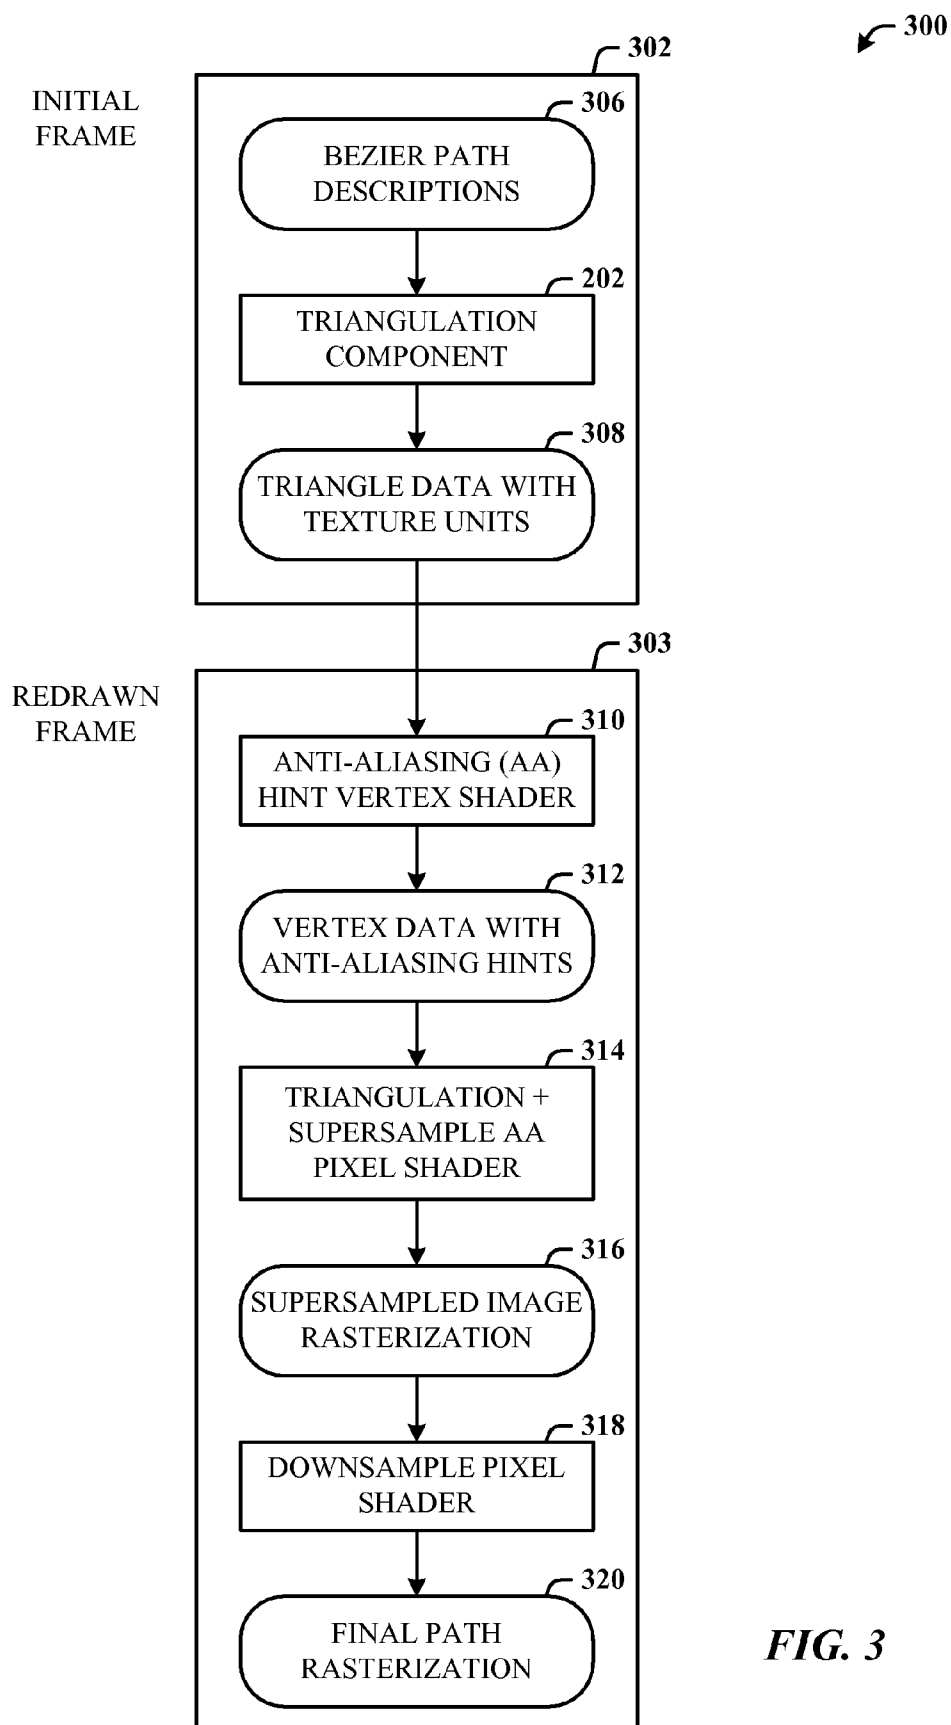 300
302
INITIAL
FRAME
306
BEZIER PATH
DESCRIPTIONS
202
TRIANGULATION
COMPONENT
308
TRIANGLE DATA WITH
TEXTURE UNITS
303
REDRAWN
FRAME
310
ANTI-ALIASING (AA)
HINT VERTEX SHADER
312
VERTEX DATA WITH
ANTI-ALIASING HINTS
314
TRIANGULATION +
SUPERSAMPLE AA
PIXEL SHADER
316
SUPERSAMPLED IMAGE
RASTERIZATION
318
DOWNSAMPLE PIXEL
SHADER
320
FINAL PATH
RASTERIZATION
FIG. 3